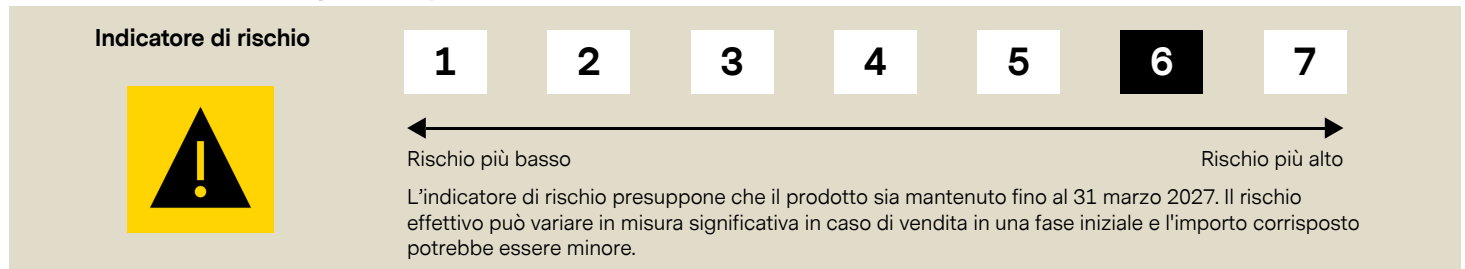 Indicatore di rischio
1 2 3 4 5 6 7
Rischio più basso Rischio più alto
L'indicatore di rischio presuppone che il prodotto sia mantenuto fino al 31 marzo 2027. Il rischio
effettivo può variare in misura significativa in caso di vendita in una fase iniziale e l'importo corrisposto
potrebbe essere minore.